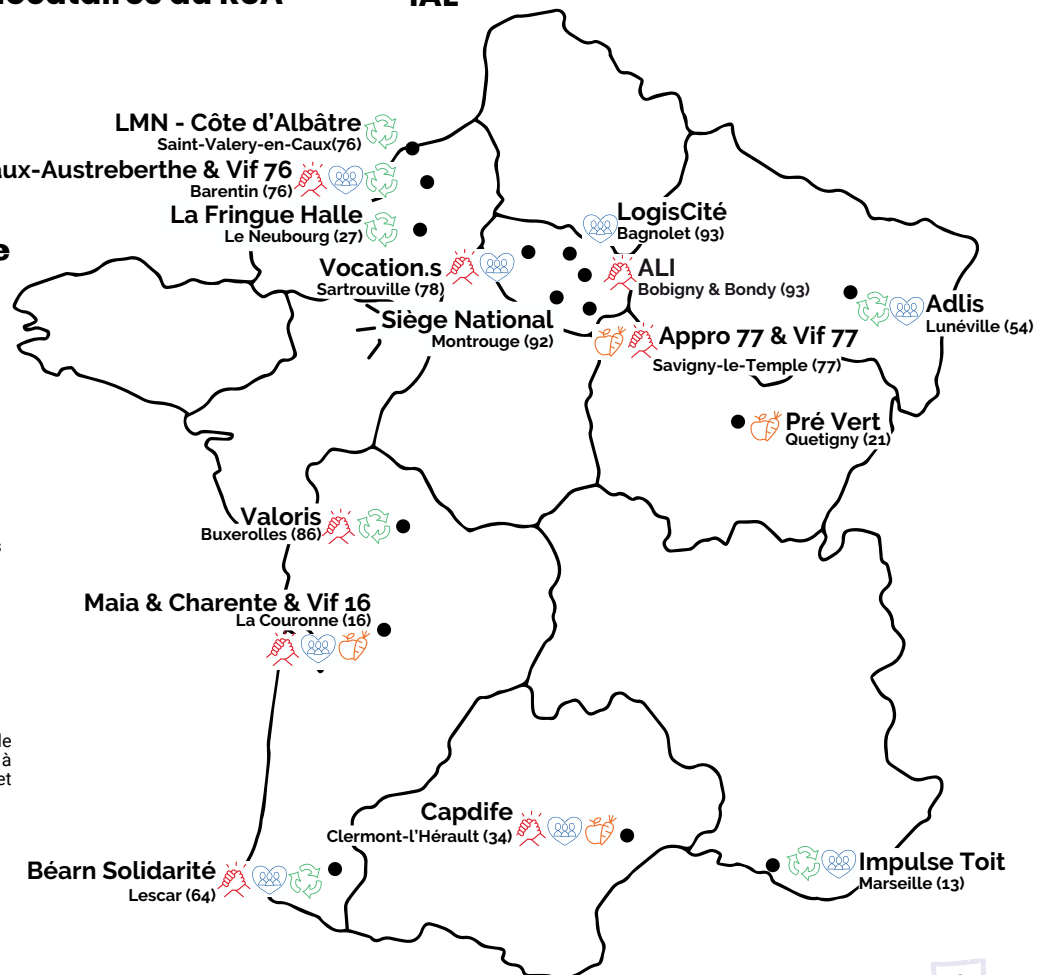 LMN - Côte d'Albâtre
Saint-Valery-en-Caux(76)
aux-Austreberthe & Vif 76
Barentin (76)
La Fringue Halle
Le Neubourg (27)
LogisCité
Bagnolet (93)
Vocation.s
Sartrouville (78)
ALI
Bobigny & Bondy (93)
Siège National
Montrouge (92)
Adlis
Lunéville (54)
Appro 77 & Vif 77
Savigny-le-Temple (77)
Pré Vert
Quetigny (21)
Valoris
Buxerolles (86)
Maia & Charente & Vif 16
La Couronne (16)
à
et
Capdife
Clermont-l'Hérault (34)
Béarn Solidarité
Lescar (64)
Impulse Toit
Marseille (13)